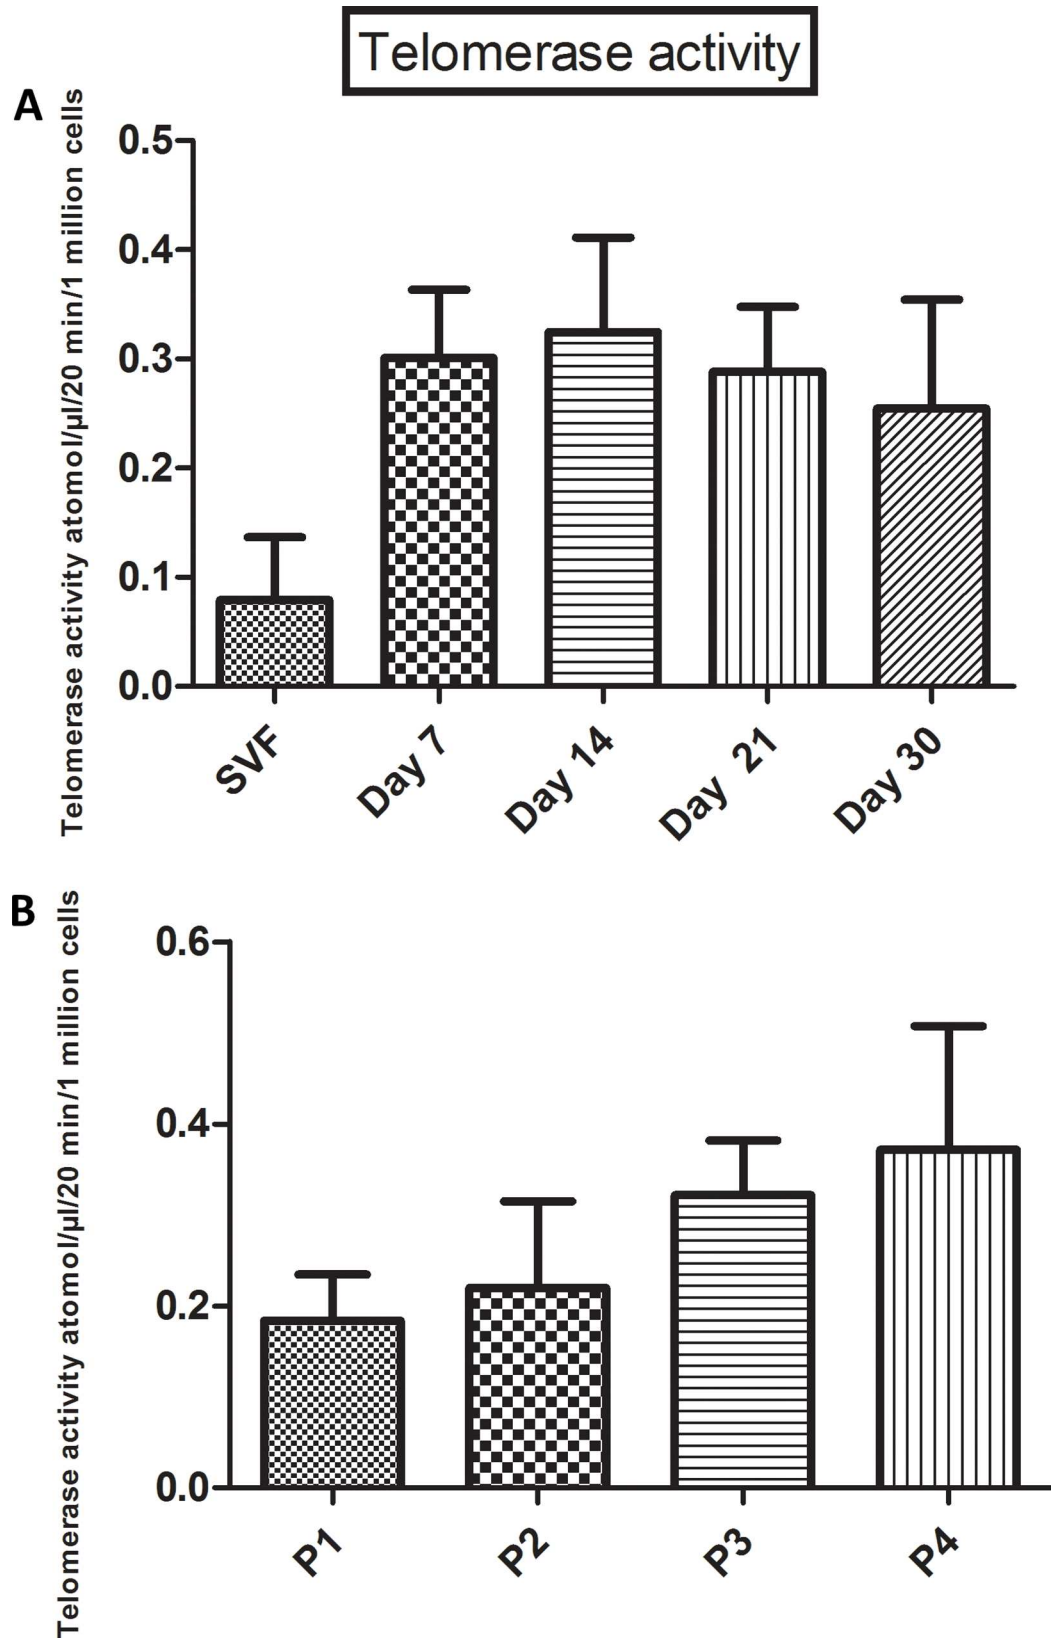 Telomerase activity
A
Telomerase activity atomol/µl/20 min/1 million cells
0.5
0.4
0.3
0.2
0.1
0.0
SVF
Day 7
Day 14
Day 21
Day 30
B
Telomerase activity atomol/µl/20 min/1 million cells
0.6
0.4
0.2
0.0
P1
P2
P3
P4